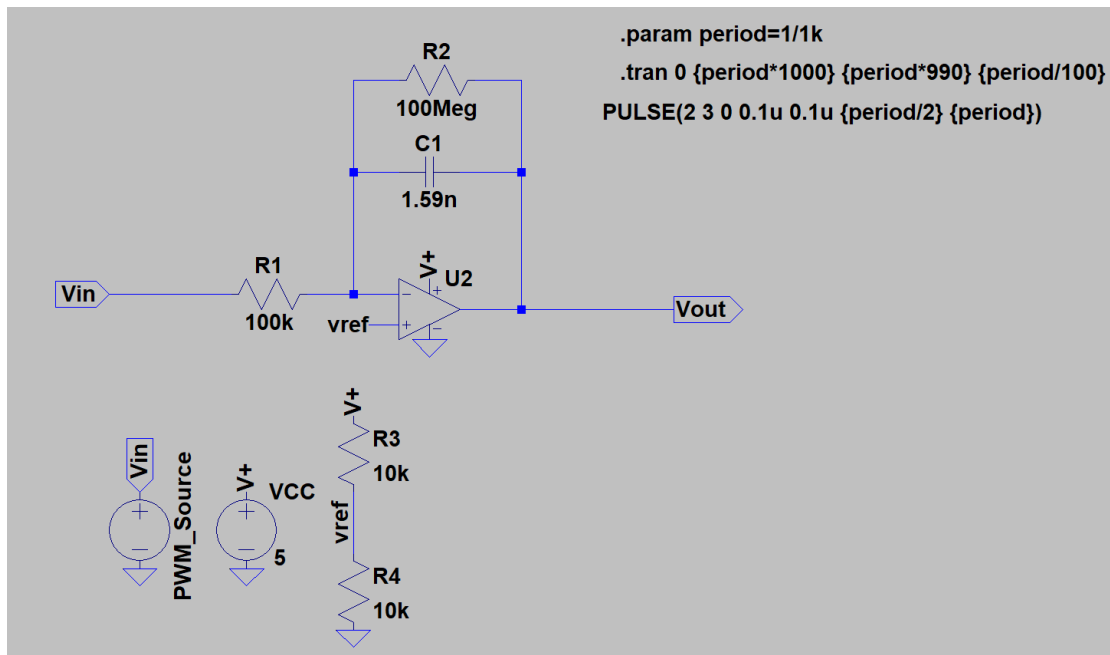 .param period=1/1k
.tran 0 {period*1000} {period*990} {period/100}
PULSE(2 3 0 0.1u 0.1u {period/2} {period})
R2
100Meg
C1
1.59n
V+
U2
R1
100k
Vin
vref
Vout
V+
R3
10k
vref
R4
10k
Vin
PWM_Source
V+
VCC
5